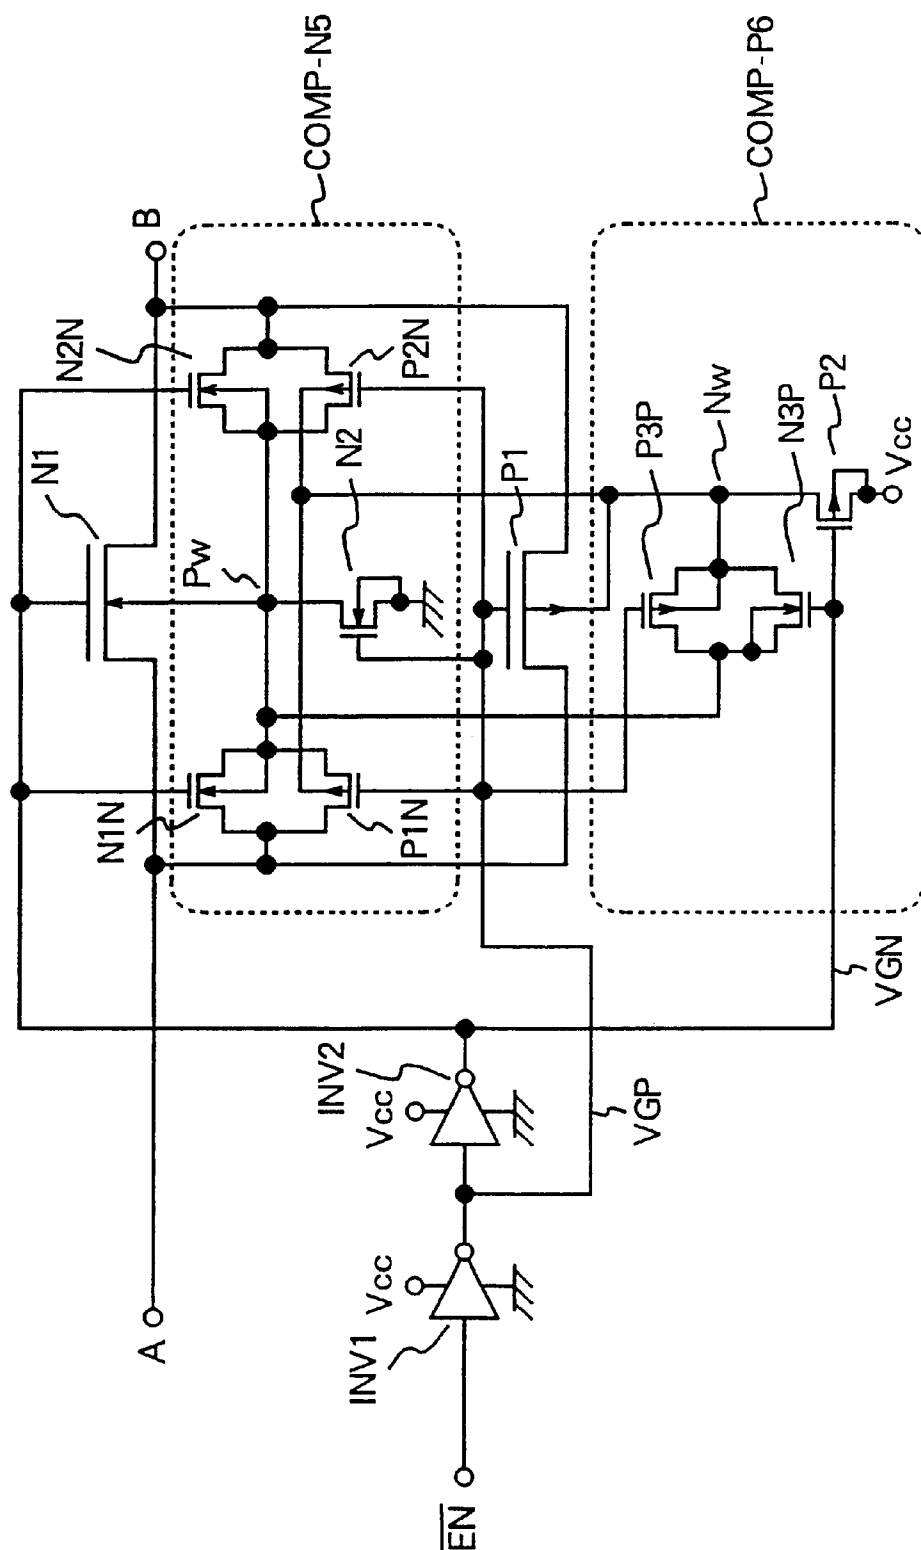 A
EN
INV1
Vcc
INV2
Vcc
VGP
VGN
N1
B
N2N
COMP-N5
Pw
N1N
P1N
P2N
N2
P1
P3P
Nw
COMP-P6
N3P
P2
Vcc